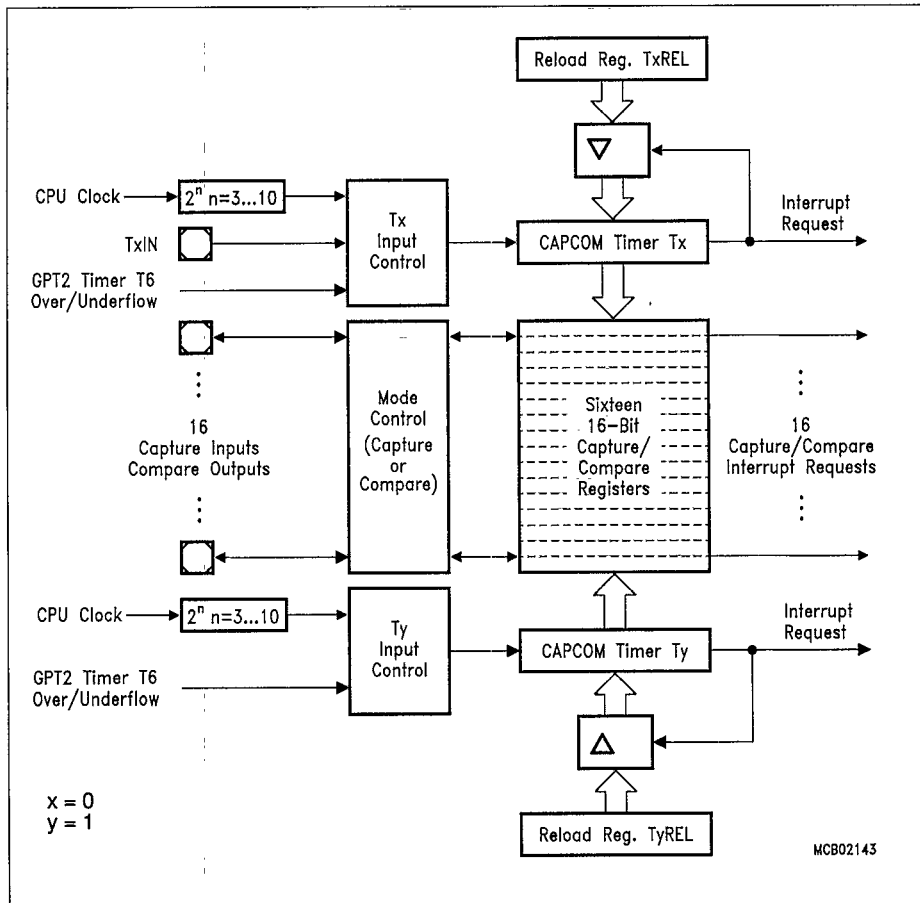 Reload Reg. TxREL
CPU Clock
2ⁿ n=3...10
Tx
Input
Control
Interrupt
Request
TxIN
CAPCOM Timer Tx
GPT2 Timer T6
Over/Underflow
16
Capture Inputs
Compare Outputs
Mode
Control
(Capture
or
Compare)
Sixteen
16-Bit
Capture/
Compare
Registers
16
Capture/Compare
Interrupt Requests
CPU Clock
2ⁿ n=3...10
Ty
Input
Control
Interrupt
Request
CAPCOM Timer Ty
GPT2 Timer T6
Over/Underflow
x = 0
y = 1
Reload Reg. TyREL
MCB02143